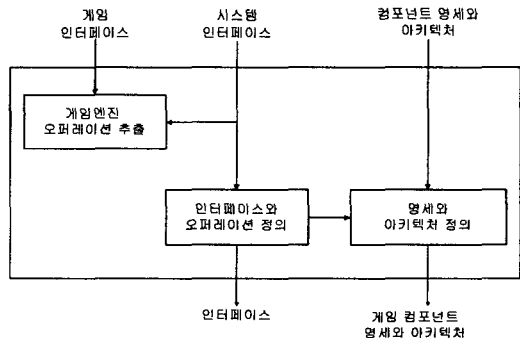 게임
인터페이스
시스템
인터페이스
컴포넌트 명세와
아키텍처
게임엔진
오퍼레이션 추출
인터페이스와
오퍼레이션 정의
명세와
아키텍처 정의
인터페이스
게임 컴포넌트
명세와 아키텍처